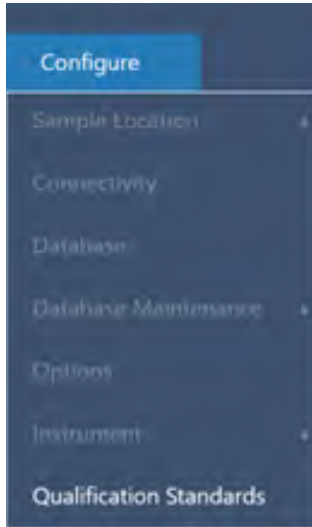 Configure
Sample Location
Connectivity
Database
Database Maintenance
Options
Instrument
Qualification Standards